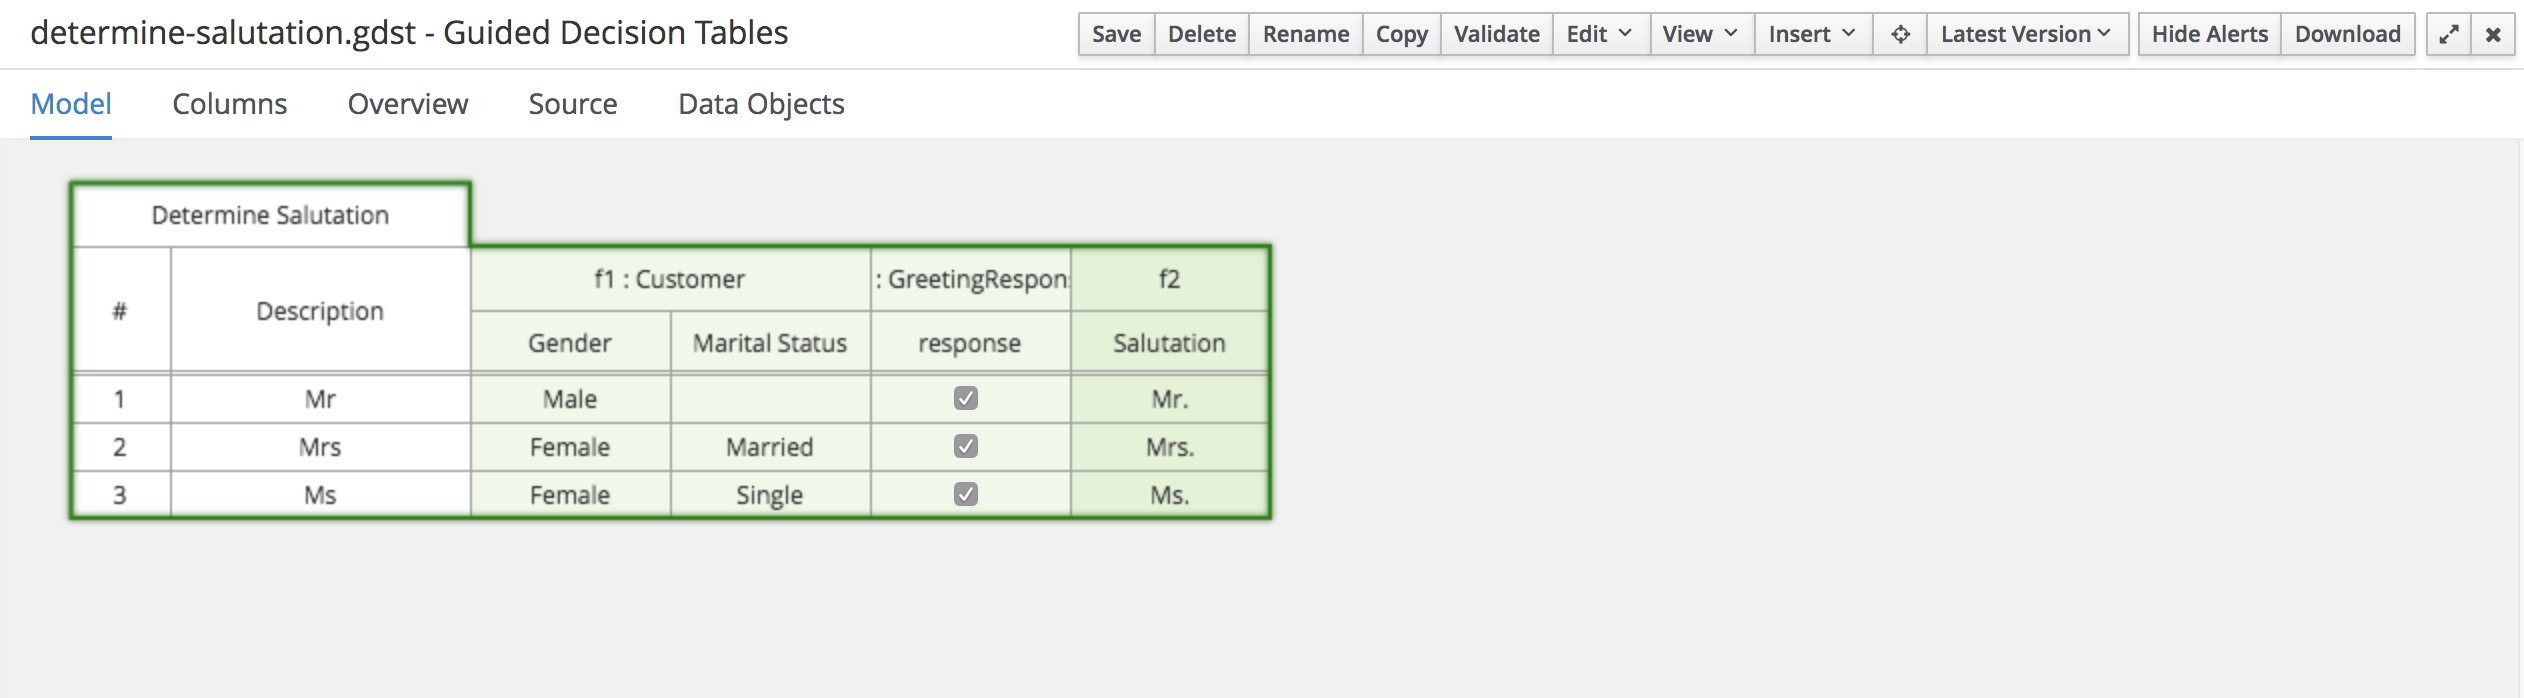 determine-salutation.gdst - Guided Decision Tables
Save Delete Rename Copy Validate Edit View Insert Latest Version Hide Alerts Download
Model Columns Overview Source Data Objects
Determine Salutation
# Description f1 : Customer : GreetingRespon f2
Gender Marital Status response Salutation
1 Mr Male Mr.
2 Mrs Female Married Mrs.
3 Ms Female Single Ms.